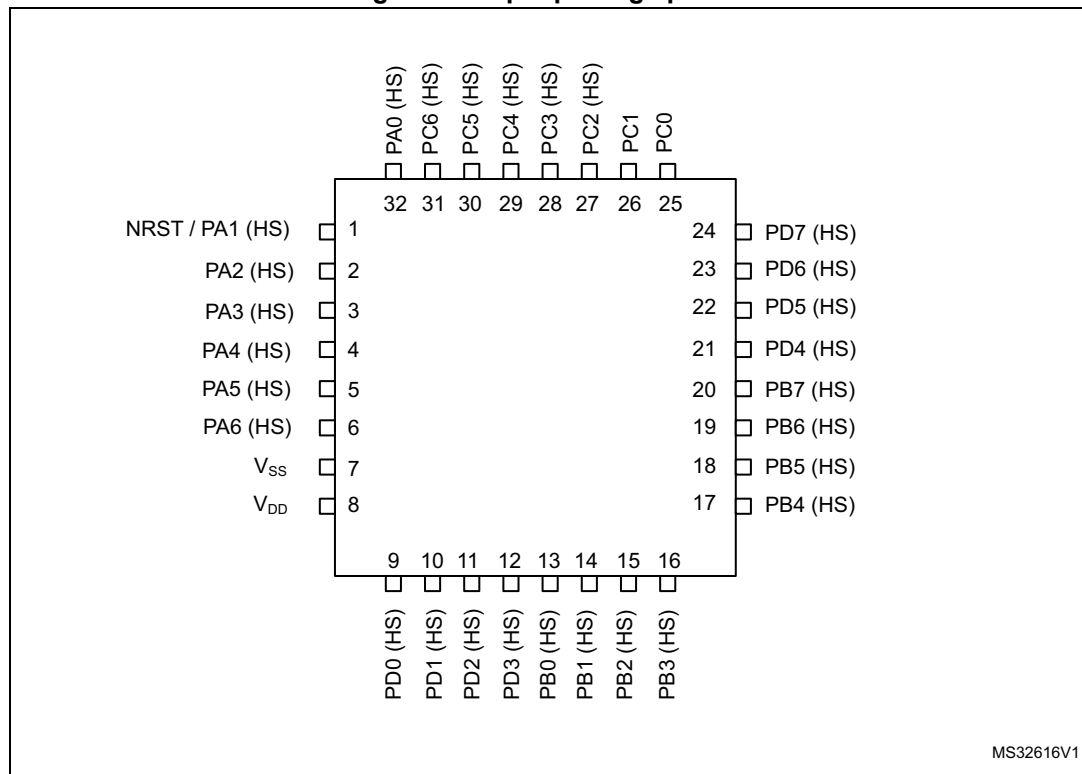 PA0 (HS)
PC6 (HS)
PC5 (HS)
PC4 (HS)
PC3 (HS)
PC2 (HS)
PC1
PC0
32 31 30 29 28 27 26 25
NRST / PA1 (HS) 1
PA2 (HS) 2
PA3 (HS) 3
PA4 (HS) 4
PA5 (HS) 5
PA6 (HS) 6
VSS 7
VDD 8
24 PD7 (HS)
23 PD6 (HS)
22 PD5 (HS)
21 PD4 (HS)
20 PB7 (HS)
19 PB6 (HS)
18 PB5 (HS)
17 PB4 (HS)
9 10 11 12 13 14 15 16
PD0 (HS)
PD1 (HS)
PD2 (HS)
PD3 (HS)
PB0 (HS)
PB1 (HS)
PB2 (HS)
PB3 (HS)
MS32616V1